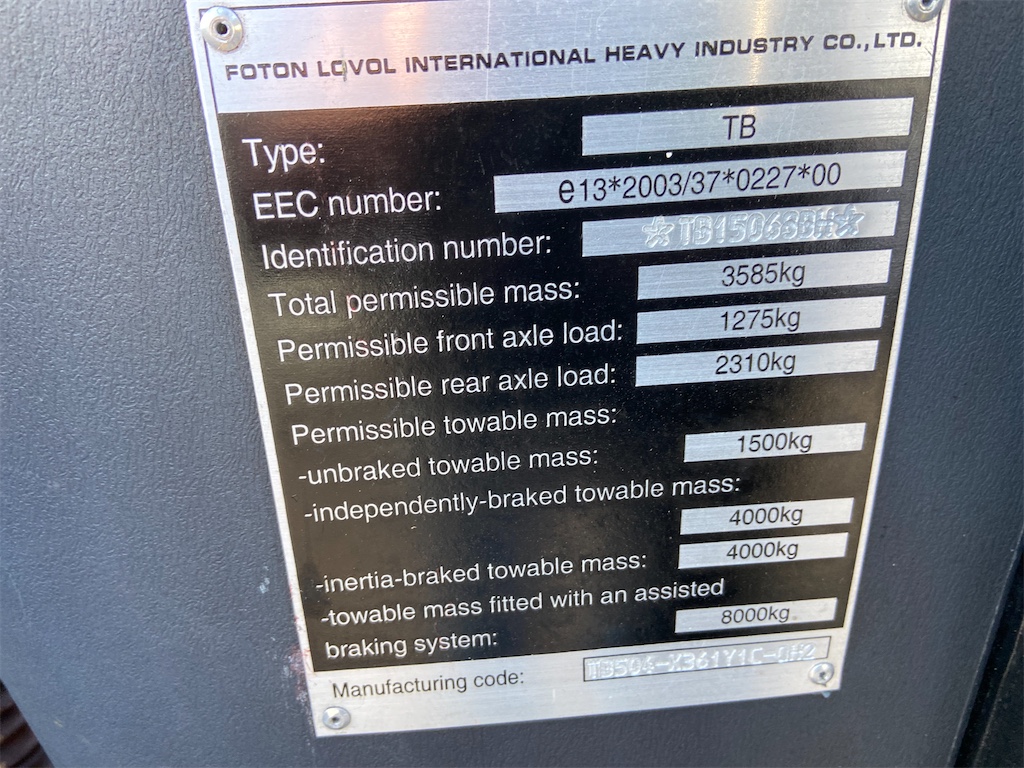 FOTON LOVOL INTERNATIONAL HEAVY INDUSTRY CO.,LTD.
Type: TB
EEC number: e13*2003/37*0227*00
Identification number: ☆TB15063BH☆
Total permissible mass: 3585kg
Permissible front axle load: 1275kg
Permissible rear axle load: 2310kg
Permissible towable mass:
-unbraked towable mass: 1500kg
-independently-braked towable mass:
4000kg
-inertia-braked towable mass: 4000kg
-towable mass fitted with an assisted
braking system: 8000kg
Manufacturing code: